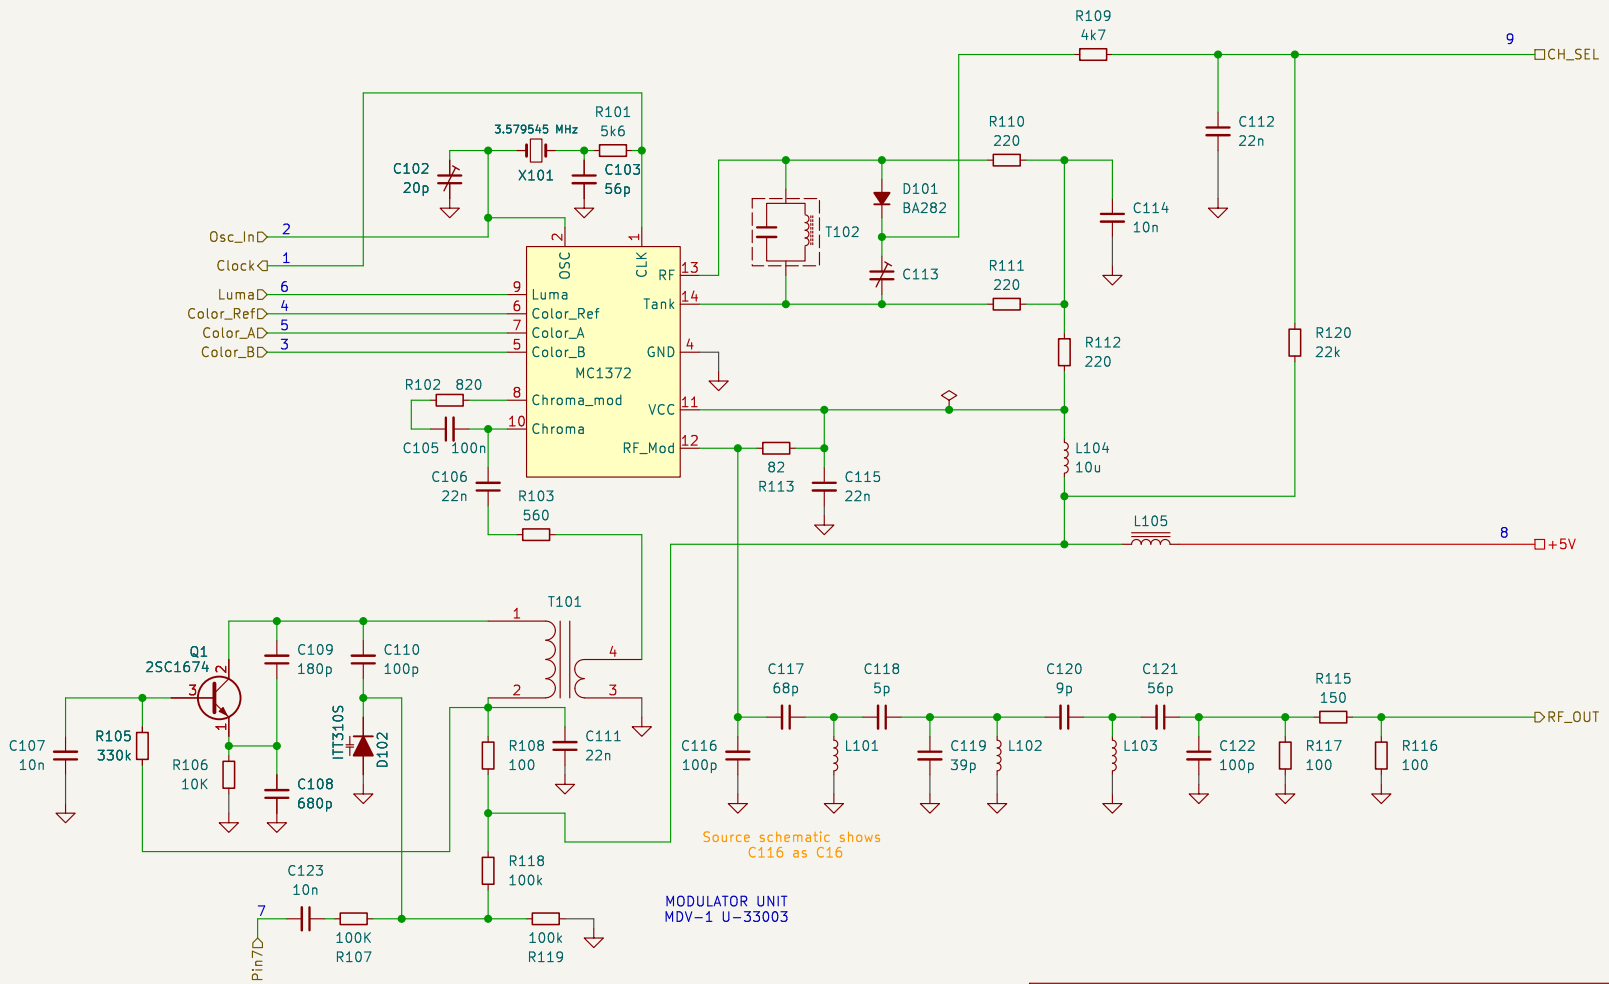 R109
4k7
9
CH_SEL
3.579545 MHz
R101
5k6
X101
C102
20p
C103
56p
R110
220
C112
22n
D101
BA282
C114
10n
T102
Osc_In 2
Clock 1
2
1
OSC
CLK
RF 13
C113
R111
220
Luma 6
9 Luma
Tank 14
Color_Ref 4
6 Color_Ref
Color_A 5
7 Color_A
Color_B 3
5 Color_B
GND 4
MC1372
R112
220
R120
22k
R102 820
8 Chroma_mod
VCC 11
10 Chroma
C105 100n
RF_Mod 12
82
R113
L104
10u
C106
22n
C115
22n
R103
560
L105
8
+5V
T101
1
2
4
3
Q1
2SC1674
2
3
1
C109
180p
C110
100p
C107
10n
R105
330k
R106
10K
C108
680p
ITT310S
D102
R108
100
C111
22n
C117
68p
C118
5p
C120
9p
C121
56p
R115
150
RF_OUT
C116
100p
L101
C119
39p
L102
L103
C122
100p
R117
100
R116
100
Source schematic shows
C116 as C16
R118
100k
C123
10n
7
Pin7
100K
R107
100k
R119
MODULATOR UNIT
MDV-1 U-33003